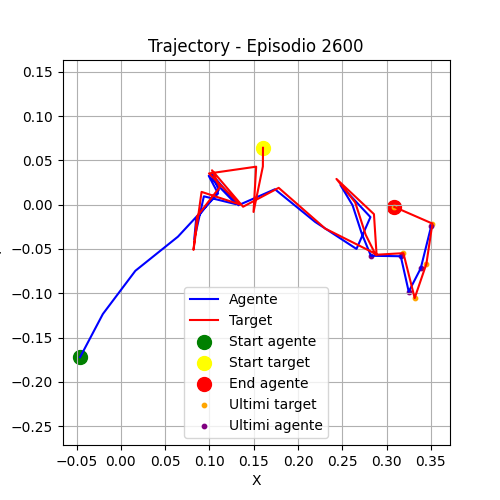 Trajectory - Episodio 2600
0.15
0.10
0.05
0.00
−0.05
−0.10
−0.15
−0.20
−0.25
Agente
Target
Start agente
Start target
End agente
Ultimi target
Ultimi agente
−0.05 0.00 0.05 0.10 0.15 0.20 0.25 0.30 0.35
X